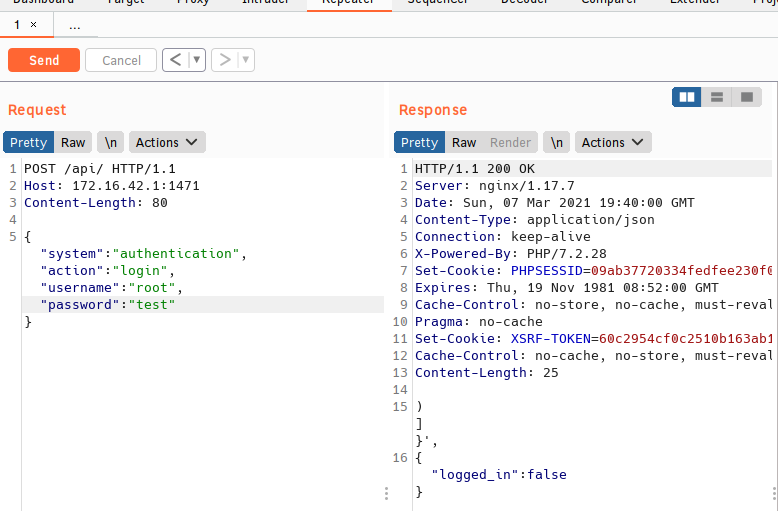 Dashboard Target Proxy Intruder Repeater Sequencer Decoder Comparer Extender
1 × ...
Send Cancel < ▼ > ▼
Request
Pretty Raw \n Actions
1 POST /api/ HTTP/1.1
2 Host: 172.16.42.1:1471
3 Content-Length: 80
4
5 {
"system":"authentication",
"action":"login",
"username":"root",
"password":"test"
}
Response
Pretty Raw Render \n Actions
1 HTTP/1.1 200 OK
2 Server: nginx/1.17.7
3 Date: Sun, 07 Mar 2021 19:40:00 GMT
4 Content-Type: application/json
5 Connection: keep-alive
6 X-Powered-By: PHP/7.2.28
7 Set-Cookie: PHPSESSID=09ab37720334fedfee230f6
8 Expires: Thu, 19 Nov 1981 08:52:00 GMT
9 Cache-Control: no-store, no-cache, must-reval
10 Pragma: no-cache
11 Set-Cookie: XSRF-TOKEN=60c2954cf0c2510b163ab1
12 Cache-Control: no-cache, no-store, must-reval
13 Content-Length: 25
14
15 )
]
}',
16 {
"logged_in":false
}